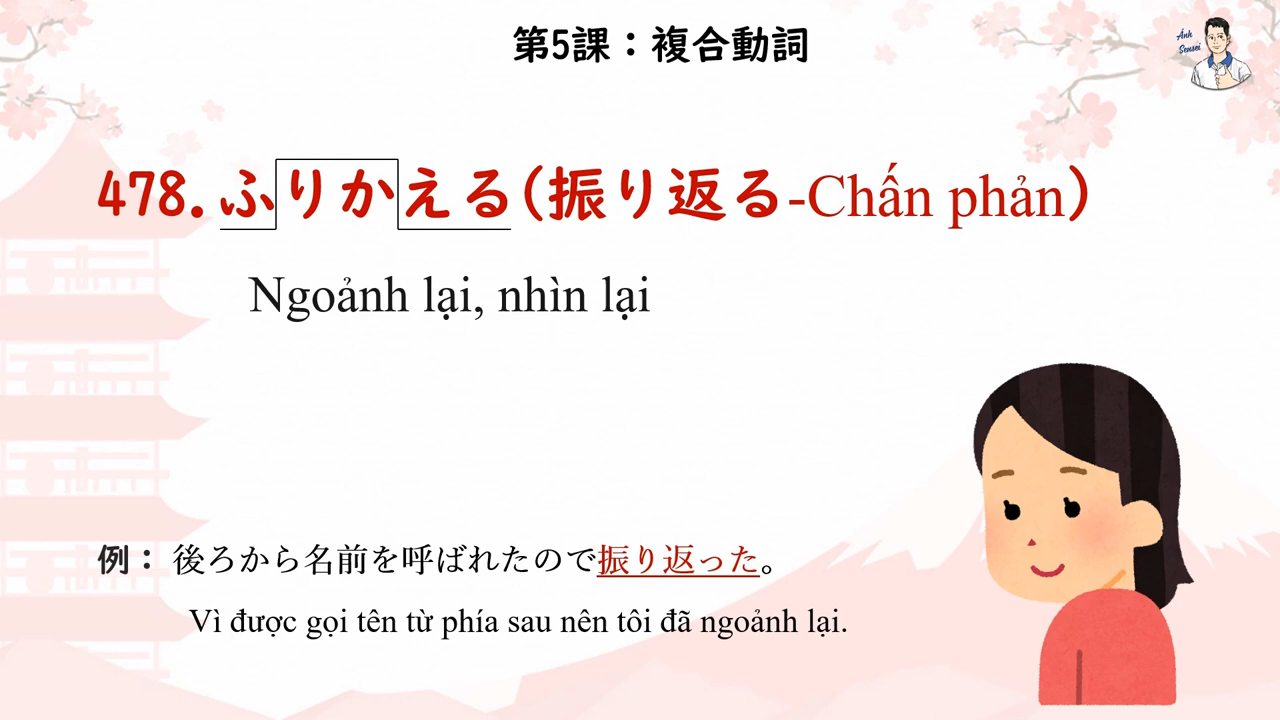 第5課：複合動詞
Ánh
Sensei
478. ふりかえる(振り返る-Chấn phản)
Ngoảnh lại, nhìn lại
例： 後ろから名前を呼ばれたので振り返った。
Vì được gọi tên từ phía sau nên tôi đã ngoảnh lại.